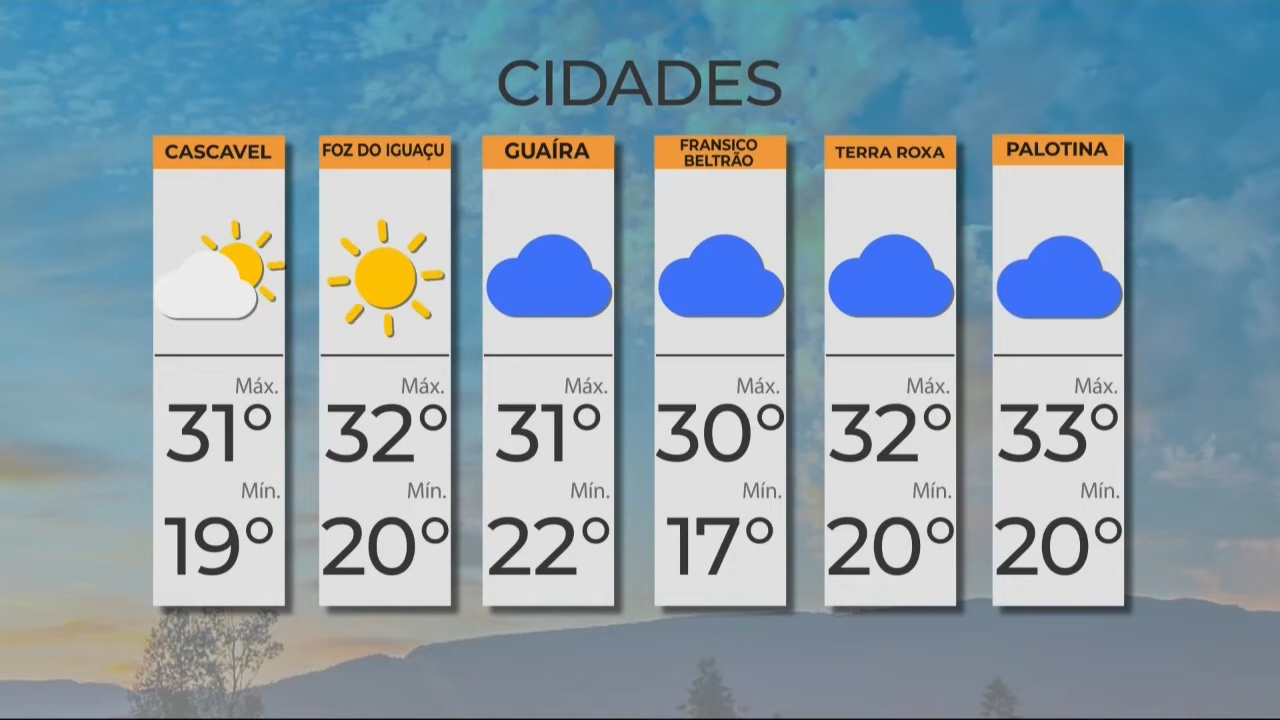 CIDADES
CASCAVEL
Máx.
31°
Mín.
19°
FOZ DO IGUAÇU
Máx.
32°
Mín.
20°
GUAÍRA
Máx.
31°
Mín.
22°
FRANSICO
BELTRÃO
Máx.
30°
Mín.
17°
TERRA ROXA
Máx.
32°
Mín.
20°
PALOTINA
Máx.
33°
Mín.
20°